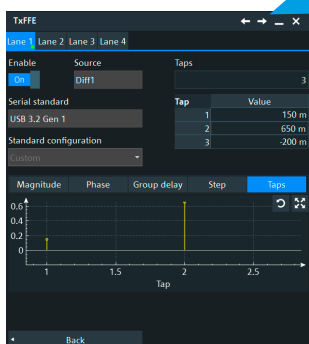 TxFFE
Lane 1 Lane 2 Lane 3 Lane 4
Enable Source Taps
On Diff1 3
Serial standard Tap Value
USB 3.2 Gen 1 1 150 m
2 650 m
Standard configuration 3 -200 m
Custom
Magnitude Phase Group delay Step Taps
0.6
0.4
0.2
0
1 1.5 2 2.5
Tap
Back